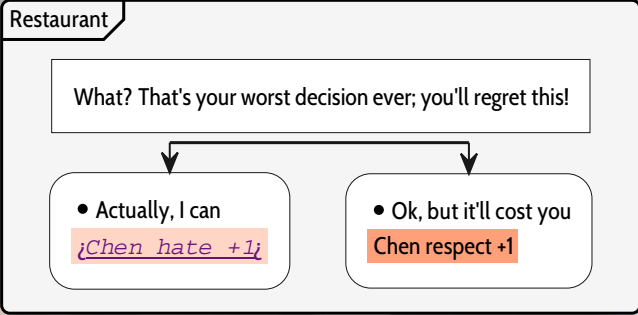 Restaurant
What? That's your worst decision ever; you'll regret this!
• Actually, I can
¿Chen hate +1¿
• Ok, but it'll cost you
Chen respect +1